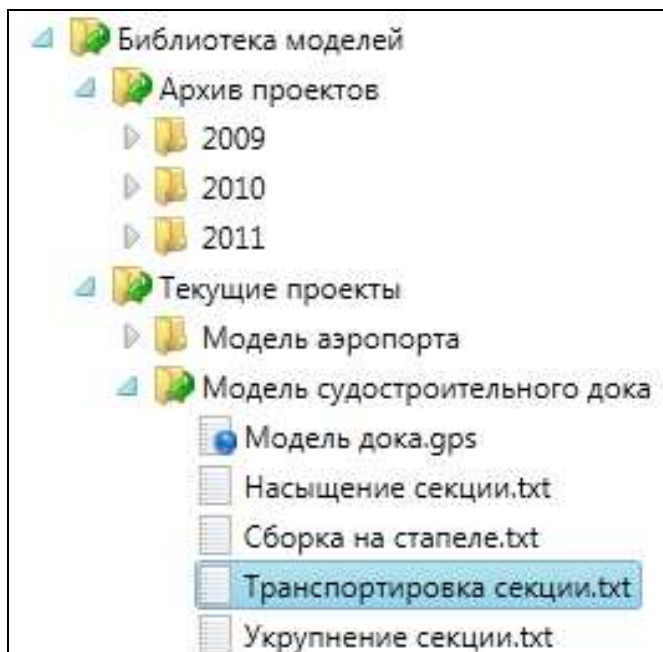 Библиотека моделей
Архив проектов
2009
2010
2011
Текущие проекты
Модель аэропорта
Модель судостроительного дока
Модель дока.gps
Насыщение секции.txt
Сборка на стапеле.txt
Транспортировка секции.txt
Укрупнение секции.txt